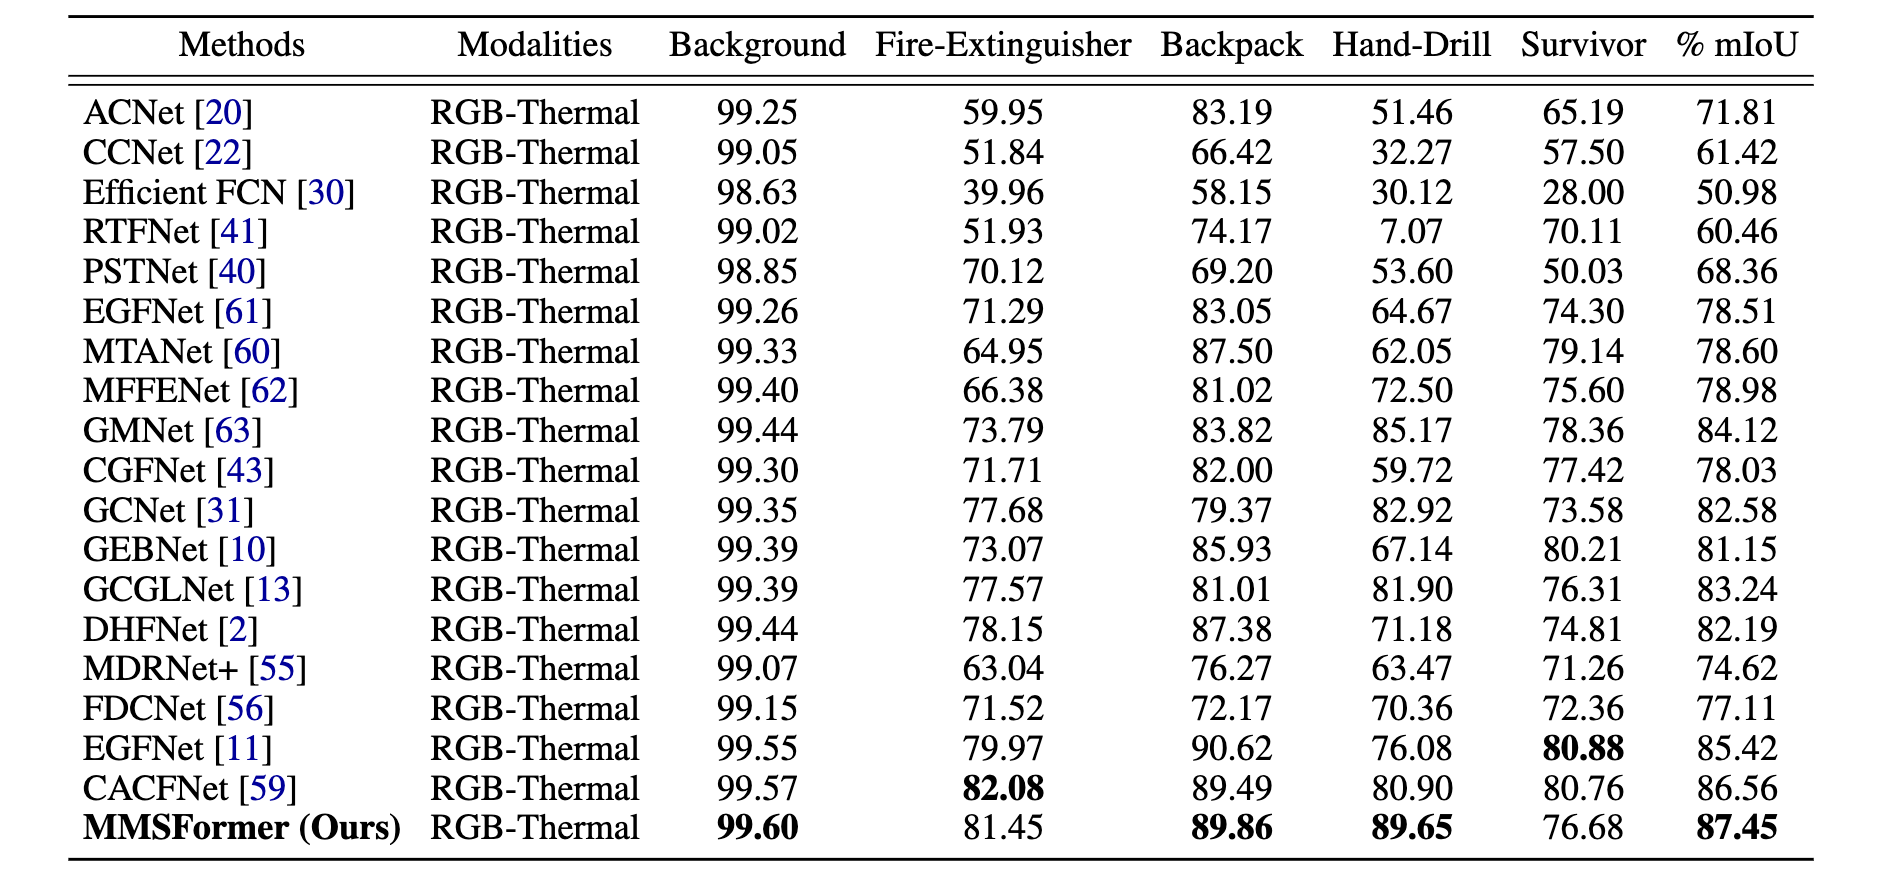 Methods Modalities Background Fire-Extinguisher Backpack Hand-Drill Survivor % mIoU
ACNet [20] RGB-Thermal 99.25 59.95 83.19 51.46 65.19 71.81
CCNet [22] RGB-Thermal 99.05 51.84 66.42 32.27 57.50 61.42
Efficient FCN [30] RGB-Thermal 98.63 39.96 58.15 30.12 28.00 50.98
RTFNet [41] RGB-Thermal 99.02 51.93 74.17 7.07 70.11 60.46
PSTNet [40] RGB-Thermal 98.85 70.12 69.20 53.60 50.03 68.36
EGFNet [61] RGB-Thermal 99.26 71.29 83.05 64.67 74.30 78.51
MTANet [60] RGB-Thermal 99.33 64.95 87.50 62.05 79.14 78.60
MFFENet [62] RGB-Thermal 99.40 66.38 81.02 72.50 75.60 78.98
GMNet [63] RGB-Thermal 99.44 73.79 83.82 85.17 78.36 84.12
CGFNet [43] RGB-Thermal 99.30 71.71 82.00 59.72 77.42 78.03
GCNet [31] RGB-Thermal 99.35 77.68 79.37 82.92 73.58 82.58
GEBNet [10] RGB-Thermal 99.39 73.07 85.93 67.14 80.21 81.15
GCGLNet [13] RGB-Thermal 99.39 77.57 81.01 81.90 76.31 83.24
DHFNet [2] RGB-Thermal 99.44 78.15 87.38 71.18 74.81 82.19
MDRNet+ [55] RGB-Thermal 99.07 63.04 76.27 63.47 71.26 74.62
FDCNet [56] RGB-Thermal 99.15 71.52 72.17 70.36 72.36 77.11
EGFNet [11] RGB-Thermal 99.55 79.97 90.62 76.08 80.88 85.42
CACFNet [59] RGB-Thermal 99.57 82.08 89.49 80.90 80.76 86.56
MMSFormer (Ours) RGB-Thermal 99.60 81.45 89.86 89.65 76.68 87.45